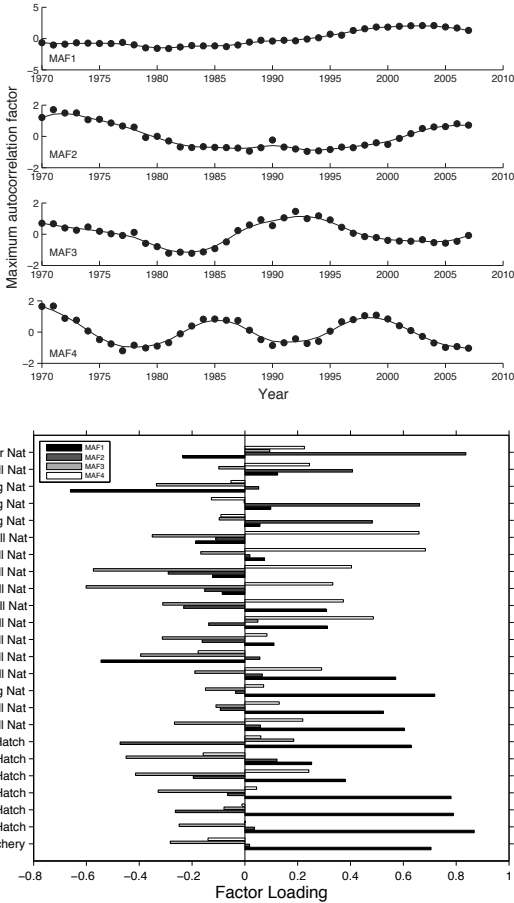 5
0
−5
MAF1
1970 1975 1980 1985 1990 1995 2000 2005 2010
2
0
−2
MAF2
1970 1975 1980 1985 1990 1995 2000 2005 2010
2
0
−2
MAF3
1970 1975 1980 1985 1990 1995 2000 2005 2010
2
0
−2
MAF4
1970 1975 1980 1985 1990 1995 2000 2005 2010
Maximum autocorrelation factor
Year
MAF1
MAF2
MAF3
MAF4
r Nat
ll Nat
g Nat
g Nat
g Nat
ll Nat
ll Nat
ll Nat
ll Nat
ll Nat
ll Nat
ll Nat
ll Nat
ll Nat
g Nat
ll Nat
ll Nat
Hatch
Hatch
Hatch
Hatch
Hatch
Hatch
chery
−0.8 −0.6 −0.4 −0.2 0 0.2 0.4 0.6 0.8 1
Factor Loading